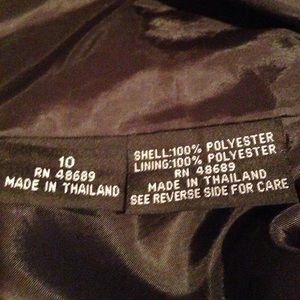 10
RN 48689
MADE IN THAILAND
SHELL:100% POLYESTER
LINING:100% POLYESTER
RN 48689
MADE IN THAILAND
SEE REVERSE SIDE FOR CARE